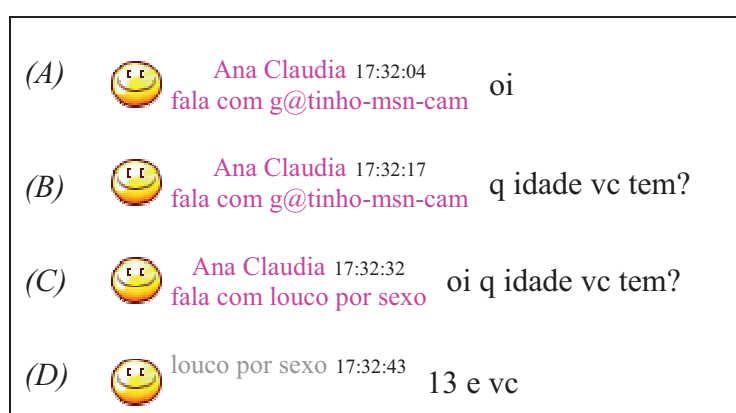 (A) Ana Claudia 17:32:04
fala com g@tinho-msn-cam oi
(B) Ana Claudia 17:32:17
fala com g@tinho-msn-cam q idade vc tem?
(C) Ana Claudia 17:32:32
fala com louco por sexo oi q idade vc tem?
(D) louco por sexo 17:32:43
13 e vc